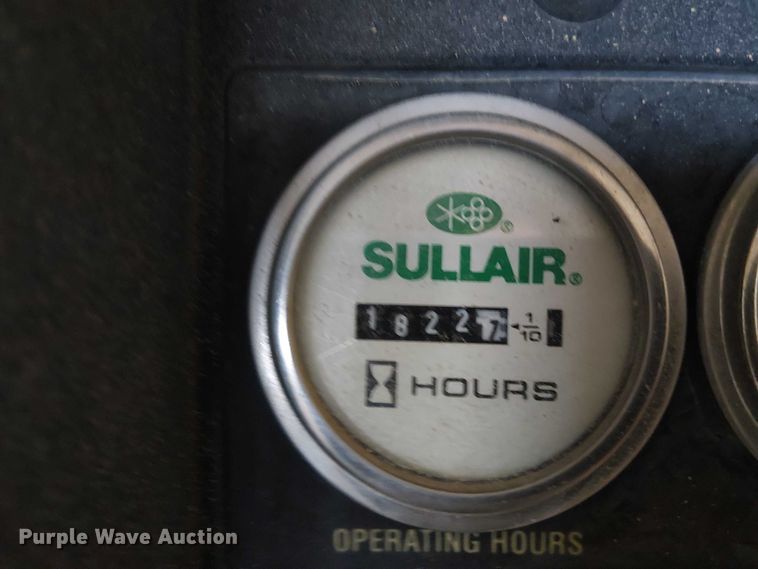 SULLAIR®
18227 1/10
HOURS
OPERATING HOURS
Purple Wave Auction